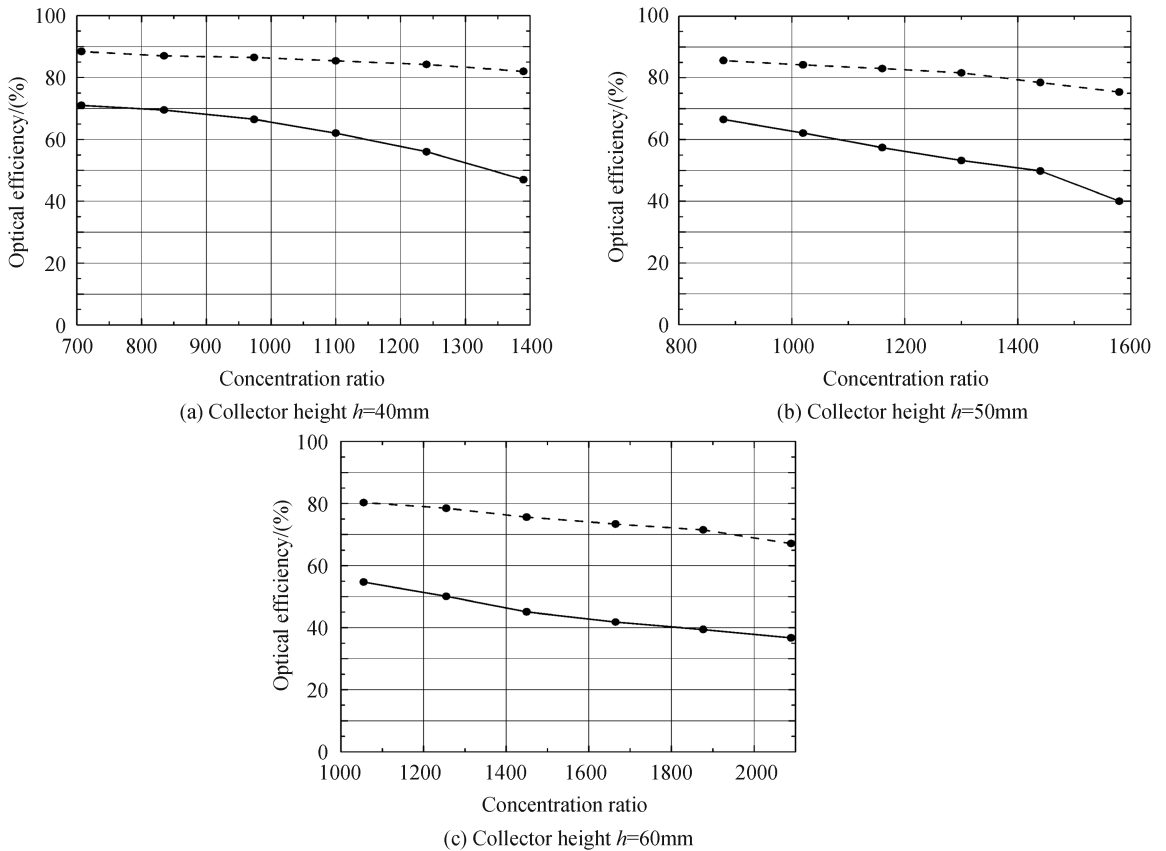 100
80
60
40
20
0
Optical efficiency/(%)
700 800 900 1000 1100 1200 1300 1400
Concentration ratio
(a) Collector height h=40mm
100
80
60
40
20
0
Optical efficiency/(%)
800 1000 1200 1400 1600
Concentration ratio
(b) Collector height h=50mm
100
80
60
40
20
0
Optical efficiency/(%)
1000 1200 1400 1600 1800 2000
Concentration ratio
(c) Collector height h=60mm